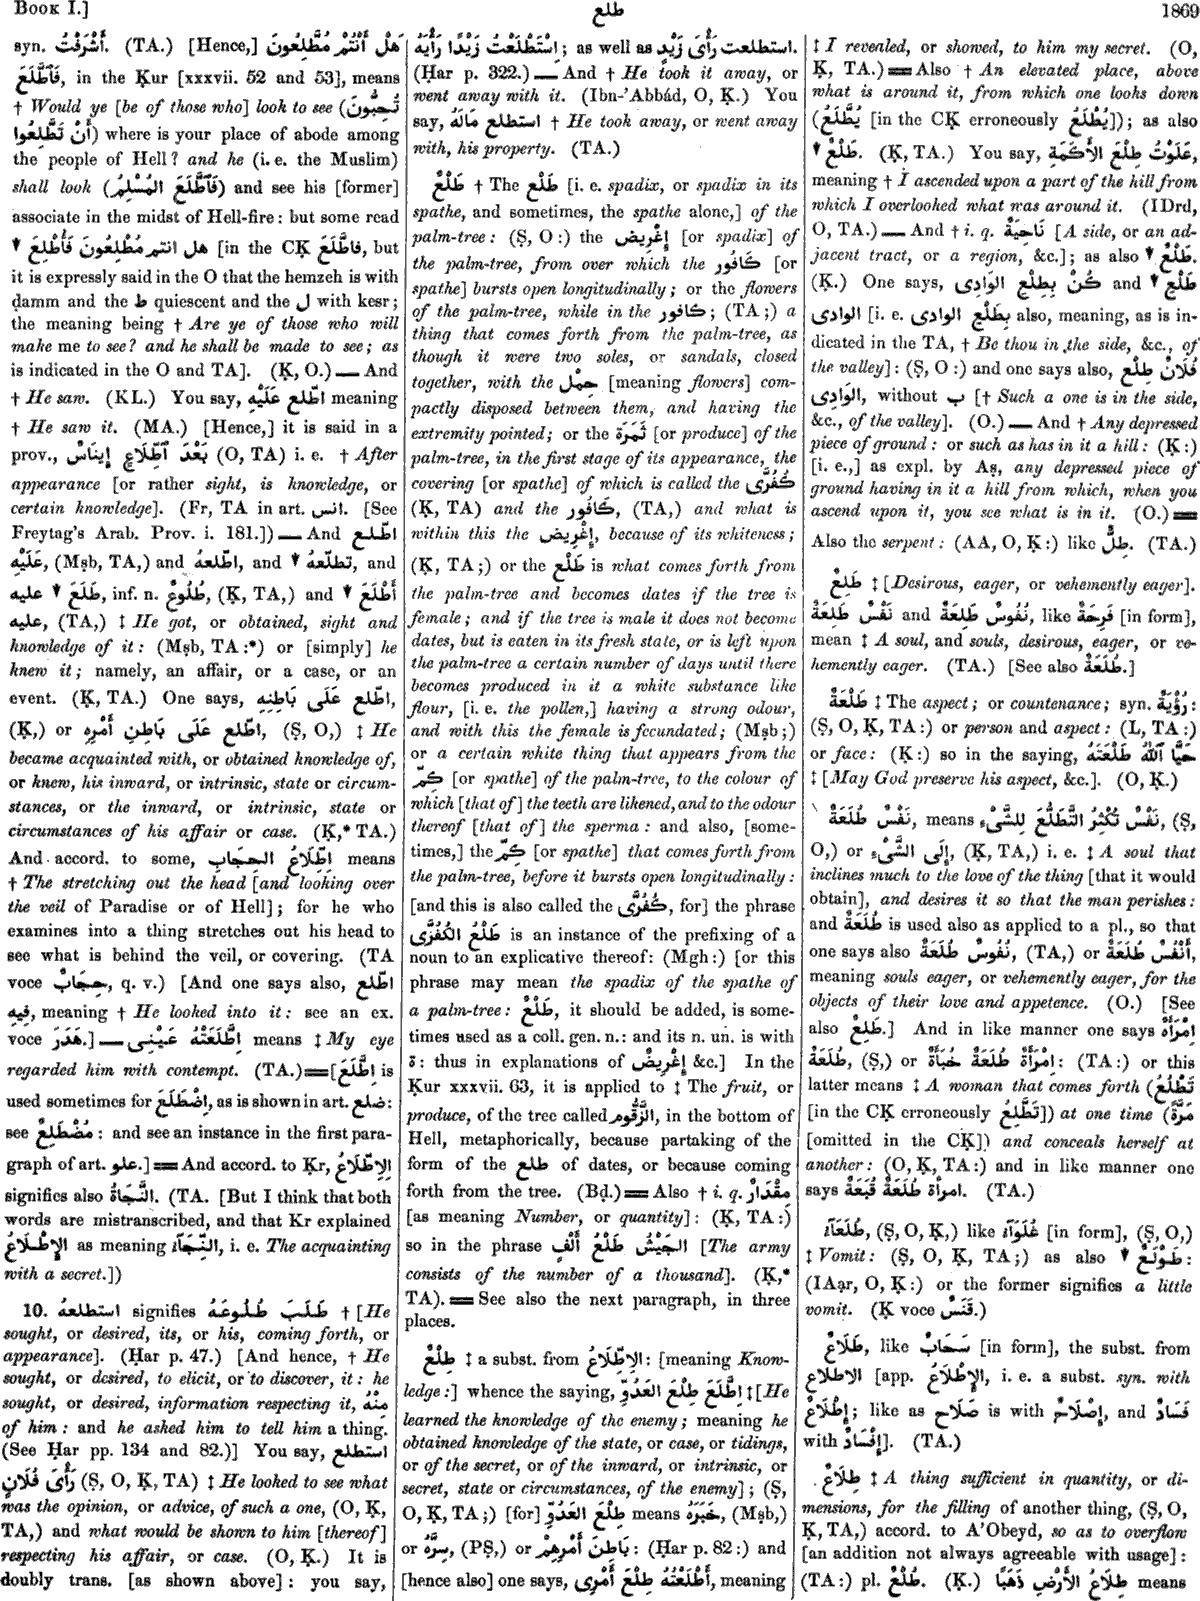 BOOK I.]
طلع
1869
syn. أَشْرَفْتُ. (TA.) [Hence,] هَلْ أَنْتُمْ مُطَّلِعُونَ
فَٱطَّلَعَ, in the Ḳur [xxxvii. 52 and 53], means
† Would ye [be of those who] look to see (تُحِبُّونَ
أَنْ تَطَّلِعُوا) where is your place of abode among
the people of Hell? and he (i. e. the Muslim)
shall look (فَٱطَّلَعَ المُسْلِمُ) and see his [former]
associate in the midst of Hell-fire: but some read
▼ هل انتم مُطْلِعُونَ فَأُطْلِعَ [in the CḲ فاطَّلَعَ, but
it is expressly said in the O that the hemzeh is with
ḍamm and the ط quiescent and the ل with kesr;
the meaning being † Are ye of those who will
make me to see? and he shall be made to see; as
is indicated in the O and TA]. (Ḳ, O.) — And
† He saw. (KL.) You say, اطّلع عَلَيْهِ meaning
† He saw it. (MA.) [Hence,] it is said in a
prov., بَعْدَ ٱطِّلَاعٍ إِينَاسٌ (O, TA) i. e. † After
appearance [or rather sight, is knowledge, or
certain knowledge]. (Fr, TA in art. انس. [See
Freytag's Arab. Prov. i. 181.]) — And اطّلع
عَلَيْهِ, (Mṣb, TA,) and اطّلعهُ, and ▼ تطلّعهُ, and
▼ طَلَعَ عليه, inf. n. طُلُوعٌ, (Ḳ, TA,) and ▼ أَطْلَعَ
عليه, (TA,) ‡ He got, or obtained, sight and
knowledge of it: (Mṣb, TA:*) or [simply] he
knew it; namely, an affair, or a case, or an
event. (Ḳ, TA.) One says, اطّلع عَلَى بَاطِنِهِ,
(Ḳ,) or اطّلع عَلَى بَاطِنِ أَمْرِهِ, (Ṣ, O,) ‡ He
became acquainted with, or obtained knowledge of,
or knew, his inward, or intrinsic, state or circum-
stances, or the inward, or intrinsic, state or
circumstances of his affair or case. (Ḳ,* TA.)
And accord. to some, اِطِّلَاعُ الحِجَابِ means
† The stretching out the head [and looking over
the veil of Paradise or of Hell]; for he who
examines into a thing stretches out his head to
see what is behind the veil, or covering. (TA
voce حِجَابٌ, q. v.) [And one says also, اطّلع
فِيهِ, meaning † He looked into it: see an ex.
voce هَدَرَ.] — اِطَّلَعَتْهُ عَيْنِى means ‡ My eye
regarded him with contempt. (TA.) = [اِطَّلَعَ is
used sometimes for اِضْطَلَعَ, as is shown in art. ضلع:
see مُضْطَلِعٌ: and see an instance in the first para-
graph of art. علو.] = And accord. to Ḳr, الاِطِّلَاعُ
signifies also النَّجَاةُ. (TA. [But I think that both
words are mistranscribed, and that Kr explained
الإِطْلَاعُ as meaning النِّجَآءُ, i. e. The acquainting
with a secret.])
10. استطلعهُ signifies طَلَبَ طُلُوعَهُ † [He
sought, or desired, its, or his, coming forth, or
appearance]. (Ḥar p. 47.) [And hence, † He
sought, or desired, to elicit, or to discover, it: he
sought, or desired, information respecting it, مِنْهُ
of him: and he asked him to tell him a thing.
(See Ḥar pp. 134 and 82.)] You say, استطلع
رَأْىَ فُلَانٍ (Ṣ, O, Ḳ, TA) ‡ He looked to see what
was the opinion, or advice, of such a one, (O, Ḳ,
TA,) and what would be shown to him [thereof]
respecting his affair, or case. (O, Ḳ.) It is
doubly trans. [as shown above]: you say,
اِسْتَطْلَعْتُ زَيْدًا رَأْيَهُ; as well as استطلعت رَأْىَ زَيْدٍ.
(Ḥar p. 322.) — And † He took it away, or
went away with it. (Ibn-'Abbád, O, Ḳ.) You
say, استطلع مَالَهُ † He took away, or went away
with, his property. (TA.)
طَلْعٌ † The طَلْع [i. e. spadix, or spadix in its
spathe, and sometimes, the spathe alone,] of the
palm-tree: (Ṣ, O:) the إِغْرِيض [or spadix] of
the palm-tree, from over which the كَافُور [or
spathe] bursts open longitudinally; or the flowers
of the palm-tree, while in the كافور; (TA;) a
thing that comes forth from the palm-tree, as
though it were two soles, or sandals, closed
together, with the حِمْل [meaning flowers] com-
pactly disposed between them, and having the
extremity pointed; or the ثَمَرَة [or produce] of the
palm-tree, in the first stage of its appearance, the
covering [or spathe] of which is called the كُفُرَّى
(Ḳ, TA) and the كَافُور, (TA,) and what is
within this the إِغْرِيض, because of its whiteness;
(Ḳ, TA;) or the طَلْع is what comes forth from
the palm-tree and becomes dates if the tree is
female; and if the tree is male it does not become
dates, but is eaten in its fresh state, or is left upon
the palm-tree a certain number of days until there
becomes produced in it a white substance like
flour, [i. e. the pollen,] having a strong odour,
and with this the female is fecundated; (Mṣb;)
or a certain white thing that appears from the
كِمّ [or spathe] of the palm-tree, to the colour of
which [that of] the teeth are likened, and to the odour
thereof [that of] the sperma: and also, [some-
times,] the كِمّ [or spathe] that comes forth from
the palm-tree, before it bursts open longitudinally:
[and this is also called the كُفُرَّى, for] the phrase
طَلْعُ الكُفُرَّى is an instance of the prefixing of a
noun to an explicative thereof: (Mgh:) [or this
phrase may mean the spadix of the spathe of
a palm-tree: طَلْعٌ, it should be added, is some-
times used as a coll. gen. n.: and its n. un. is with
ة: thus in explanations of إِغْرِيضٌ &c.] In the
Ḳur xxxvii. 63, it is applied to ‡ The fruit, or
produce, of the tree called الزَّقُّوم, in the bottom of
Hell, metaphorically, because partaking of the
form of the طلع of dates, or because coming
forth from the tree. (Bḍ.) = Also † i. q. مِقْدَارٌ
[as meaning Number, or quantity]: (Ḳ, TA:)
so in the phrase الجَيْشُ طَلْعُ أَلْفٍ [The army
consists of the number of a thousand]. (Ḳ,*
TA). = See also the next paragraph, in three
places.
طِلْعٌ ‡ a subst. from الاِطِّلَاعُ: [meaning Know-
ledge:] whence the saying, اِطَّلَعَ طِلْعَ العَدُوِّ ‡ [He
learned the knowledge of the enemy; meaning he
obtained knowledge of the state, or case, or tidings,
or of the secret, or of the inward, or intrinsic, or
secret, state or circumstances, of the enemy]; (Ṣ,
O, Ḳ, TA;) [for] طِلْعَ العَدُوِّ means خَبَرَهُ, (Mṣb,)
or سِرَّهُ, (PṢ,) or بَاطِنَ أَمْرِهِمْ: (Ḥar p. 82:) and
[hence also] one says, أَطْلَعْتُهُ طِلْعَ أَمْرِى, meaning
‡ I revealed, or showed, to him my secret. (O,
Ḳ, TA.) = Also † An elevated place, above
what is around it, from which one looks down
(يُطَّلَعُ [in the CḲ erroneously يُطْلَعُ]); as also
▼ طَلْعٌ. (Ḳ, TA.) You say, عَلَوْتُ طِلْعَ الأَكَمَةِ,
meaning † I ascended upon a part of the hill from
which I overlooked what was around it. (IDrd,
O, TA.) — And † i. q. نَاحِيَةٌ [A side, or an ad-
jacent tract, or a region, &c.]; as also ▼ طَلْعٌ.
(Ḳ.) One says, كُنْ بِطِلْعِ الوَادِى and ▼ طَلْعِ
الوادى [i. e. بِطَلْعِ الوادى also, meaning, as is in-
dicated in the TA, † Be thou in the side, &c., of
the valley]: (Ṣ, O:) and one says also, فُلَانٌ طِلْعَ
الوَادِى, without ب [† Such a one is in the side,
&c., of the valley]. (O.) — And † Any depressed
piece of ground: or such as has in it a hill: (Ḳ:)
[i. e.,] as expl. by Aṣ, any depressed piece of
ground having in it a hill from which, when you
ascend upon it, you see what is in it. (O.) =
Also the serpent: (AA, O, Ḳ:) like طِلٌّ. (TA.)
طَلِعٌ ‡ [Desirous, eager, or vehemently eager].
نَفْسٌ طَلِعَةٌ and نُفُوسٌ طَلِعَةٌ, like فَرِحَةٌ [in form],
mean ‡ A soul, and souls, desirous, eager, or ve-
hemently eager. (TA.) [See also طُلَعَةٌ.]
طَلْعَةٌ ‡ The aspect; or countenance; syn. رُؤْيَةٌ:
(Ṣ, O, Ḳ, TA:) or person and aspect: (L, TA:)
or face: (Ḳ:) so in the saying, حَيَّا ٱللّٰهُ طَلْعَتَهُ
‡ [May God preserve his aspect, &c.]. (O, Ḳ.)
نَفْسٌ طُلَعَةٌ, means نَفْسٌ تُكْثِرُ التَّطَلُّعَ لِلشَّىْءِ, (Ṣ,
O,) or إِلَى الشَّىْءِ, (Ḳ, TA,) i. e. ‡ A soul that
inclines much to the love of the thing [that it would
obtain], and desires it so that the man perishes:
and طُلَعَةٌ is used also as applied to a pl., so that
one says also نُفُوسٌ طُلَعَةٌ, (TA,) or أَنْفُسٌ طُلَعَةٌ,
meaning souls eager, or vehemently eager, for the
objects of their love and appetence. (O.) [See
also طَلِعٌ.] And in like manner one says اِمْرَأَةٌ
طُلَعَةٌ, (Ṣ,) or اِمْرَأَةٌ طُلَعَةٌ خُبَأَةٌ: (TA:) or this
latter means ‡ A woman that comes forth (تَطْلُعُ
[in the CḲ erroneously تَطَّلِعُ]) at one time (مَرَّةً
[omitted in the CḲ]) and conceals herself at
another: (O, Ḳ, TA:) and in like manner one
says امرأة طُلَعَةٌ قُبَعَةٌ. (TA.)
طُلَعَآءُ, (Ṣ, O, Ḳ,) like غُلَوَآءُ [in form], (Ṣ, O,)
‡ Vomit: (Ṣ, O, Ḳ, TA;) as also ▼ طَوْلَعٌ:
(IAạr, O, Ḳ:) or the former signifies a little
vomit. (Ḳ voce قَنَسٌ.)
طَلَاعٌ, like سَحَابٌ [in form], the subst. from
الاطلاع [app. الإِطْلَاعُ, i. e. a subst. syn. with
إِطْلَاعٌ; like as صَلَاح is with إِصْلَاحٌ, and فَسَادٌ
with إِفْسَادٌ]. (TA.)
طِلَاعٌ ‡ A thing sufficient in quantity, or di-
mensions, for the filling of another thing, (Ṣ, O,
Ḳ, TA,) accord. to A'Obeyd, so as to overflow
[an addition not always agreeable with usage]:
(TA:) pl. طُلْعٌ. (Ḳ.) طِلَاعُ الأَرْضِ ذَهَبًا means